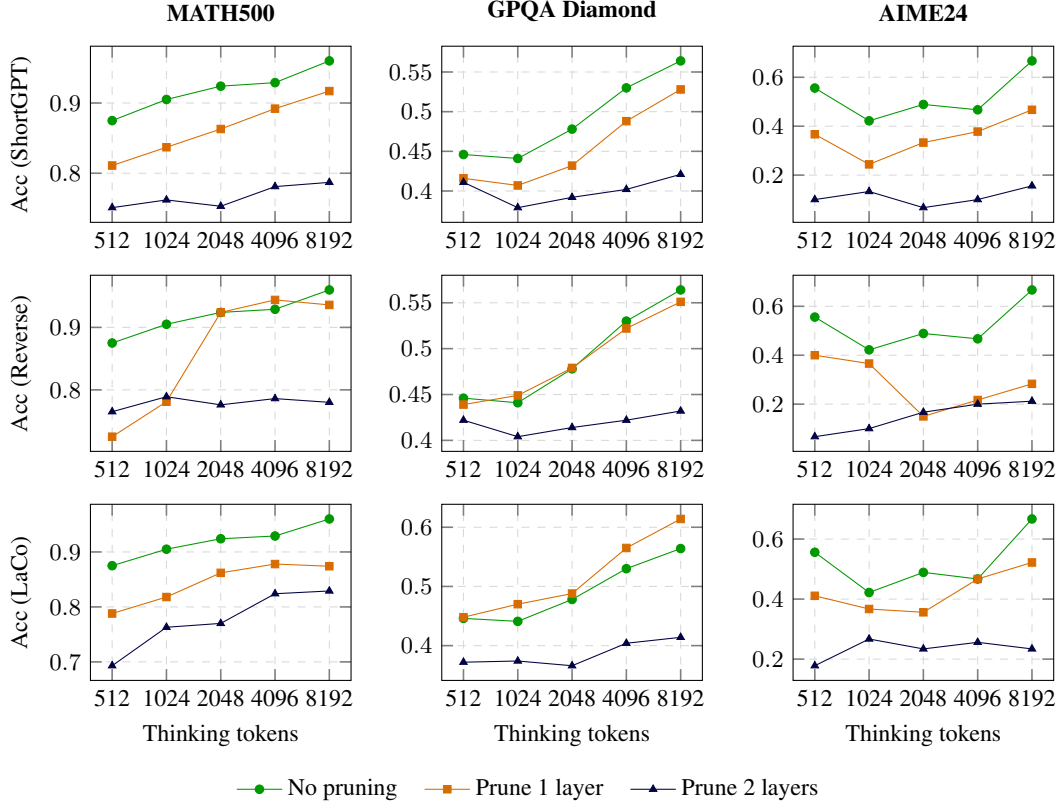 MATH500 GPQA Diamond AIME24
Acc (ShortGPT)
0.9
0.8
512 1024 2048 4096 8192
0.55
0.5
0.45
0.4
512 1024 2048 4096 8192
0.6
0.4
0.2
512 1024 2048 4096 8192
Acc (Reverse)
0.9
0.8
512 1024 2048 4096 8192
0.55
0.5
0.45
0.4
512 1024 2048 4096 8192
0.6
0.4
0.2
512 1024 2048 4096 8192
Acc (LaCo)
0.9
0.8
0.7
512 1024 2048 4096 8192
Thinking tokens
0.6
0.5
0.4
512 1024 2048 4096 8192
Thinking tokens
0.6
0.4
0.2
512 1024 2048 4096 8192
Thinking tokens
No pruning Prune 1 layer Prune 2 layers